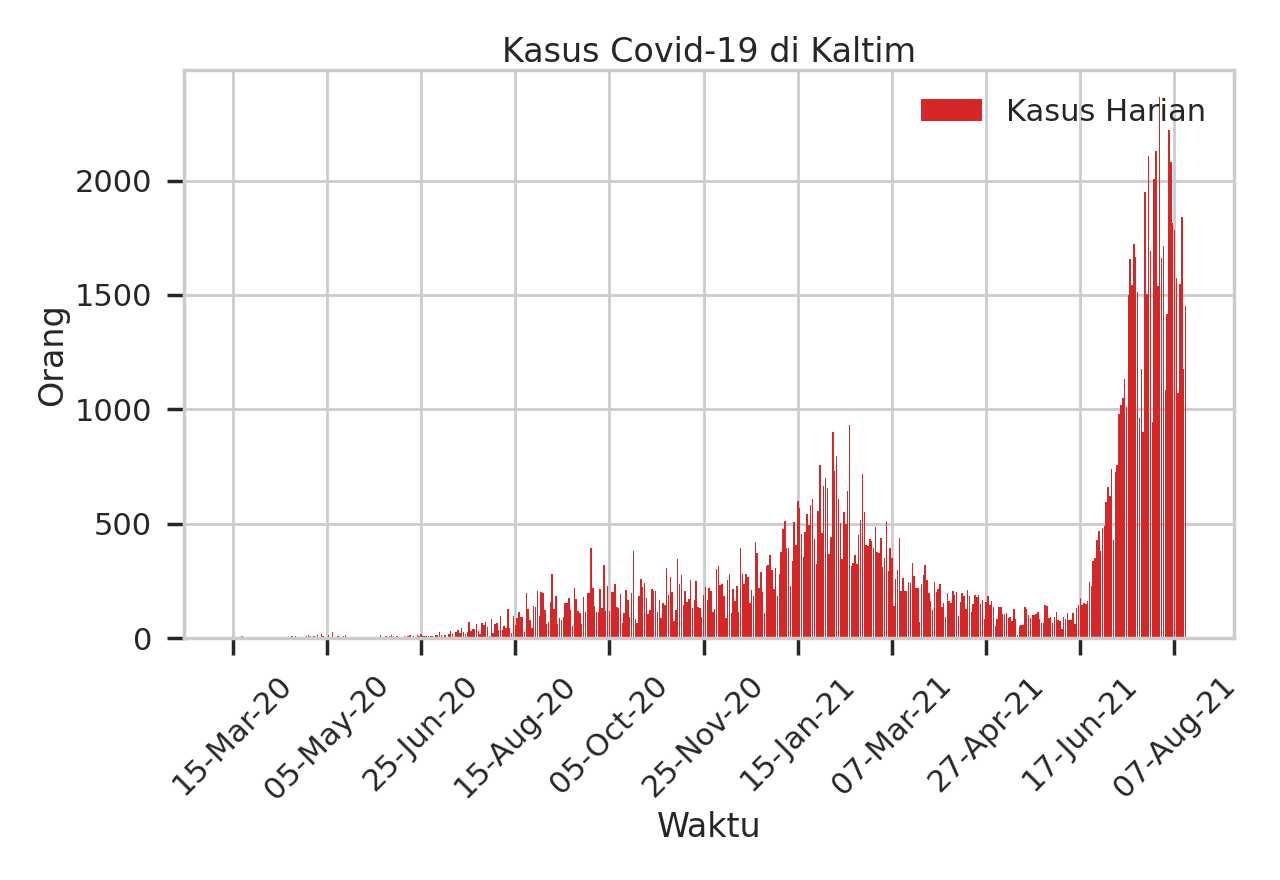 Kasus Covid-19 di Kaltim
Kasus Harian
Orang
2000
1500
1000
500
0
15-Mar-20
05-May-20
25-Jun-20
15-Aug-20
05-Oct-20
25-Nov-20
15-Jan-21
07-Mar-21
27-Apr-21
17-Jun-21
07-Aug-21
Waktu